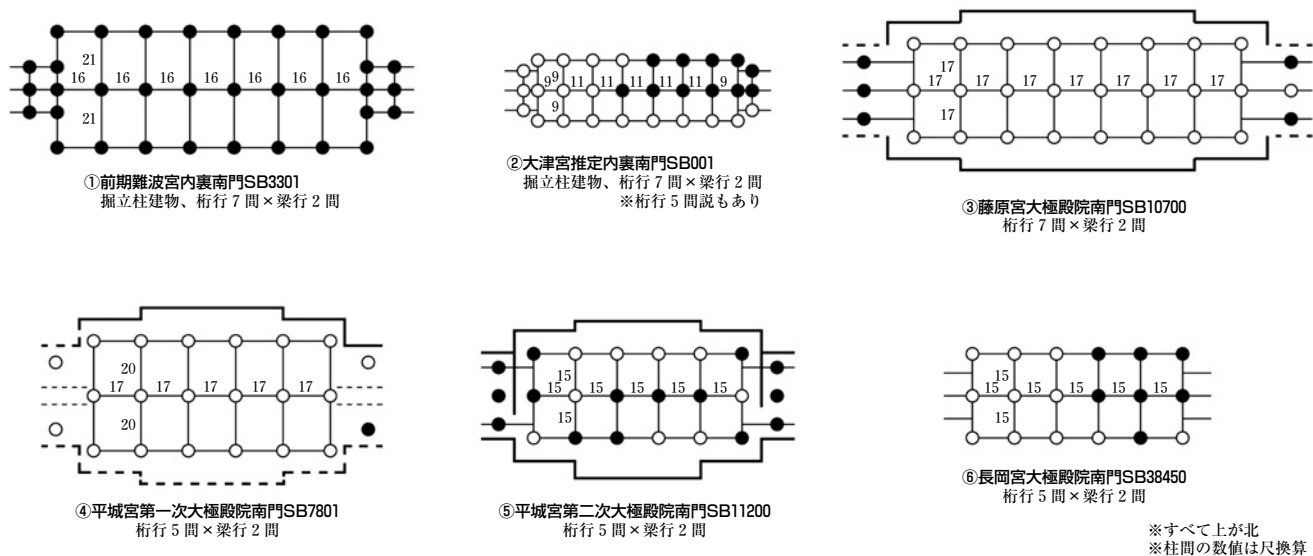 21
16 16 16 16 16 16 16
21
①前期難波宮内裏南門SB3301
掘立柱建物、桁行7間×梁行2間
9
9 11 11 11 11 11 9
9
②大津宮推定内裏南門SB001
掘立柱建物、桁行7間×梁行2間
※桁行5間説もあり
17
17 17 17 17 17 17 17
17
③藤原宮大極殿院南門SB10700
桁行7間×梁行2間
20
17 17 17 17 17
20
④平城宮第一次大極殿院南門SB7801
桁行5間×梁行2間
15
15 15 15 15 15
15
⑤平城宮第二次大極殿院南門SB11200
桁行5間×梁行2間
15
15 15 15 15 15
15
⑥長岡宮大極殿院南門SB38450
桁行5間×梁行2間
※すべて上が北
※柱間の数値は尺換算